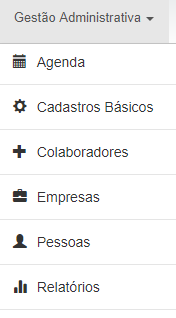 Gestão Administrativa
Agenda
Cadastros Básicos
Colaboradores
Empresas
Pessoas
Relatórios